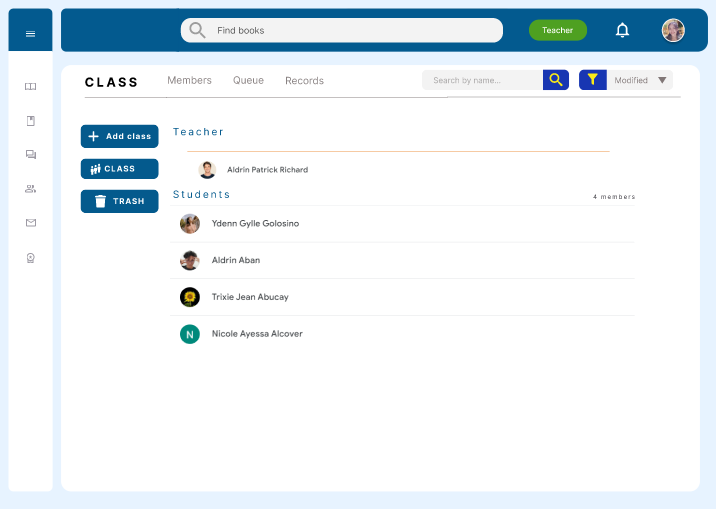 Find books
Teacher
CLASS
Members
Queue
Records
Search by name...
Modified
Add class
CLASS
TRASH
Teacher
Aldrin Patrick Richard
Students
4 members
Ydenn Gylle Golosino
Aldrin Aban
Trixie Jean Abucay
N
Nicole Ayessa Alcover